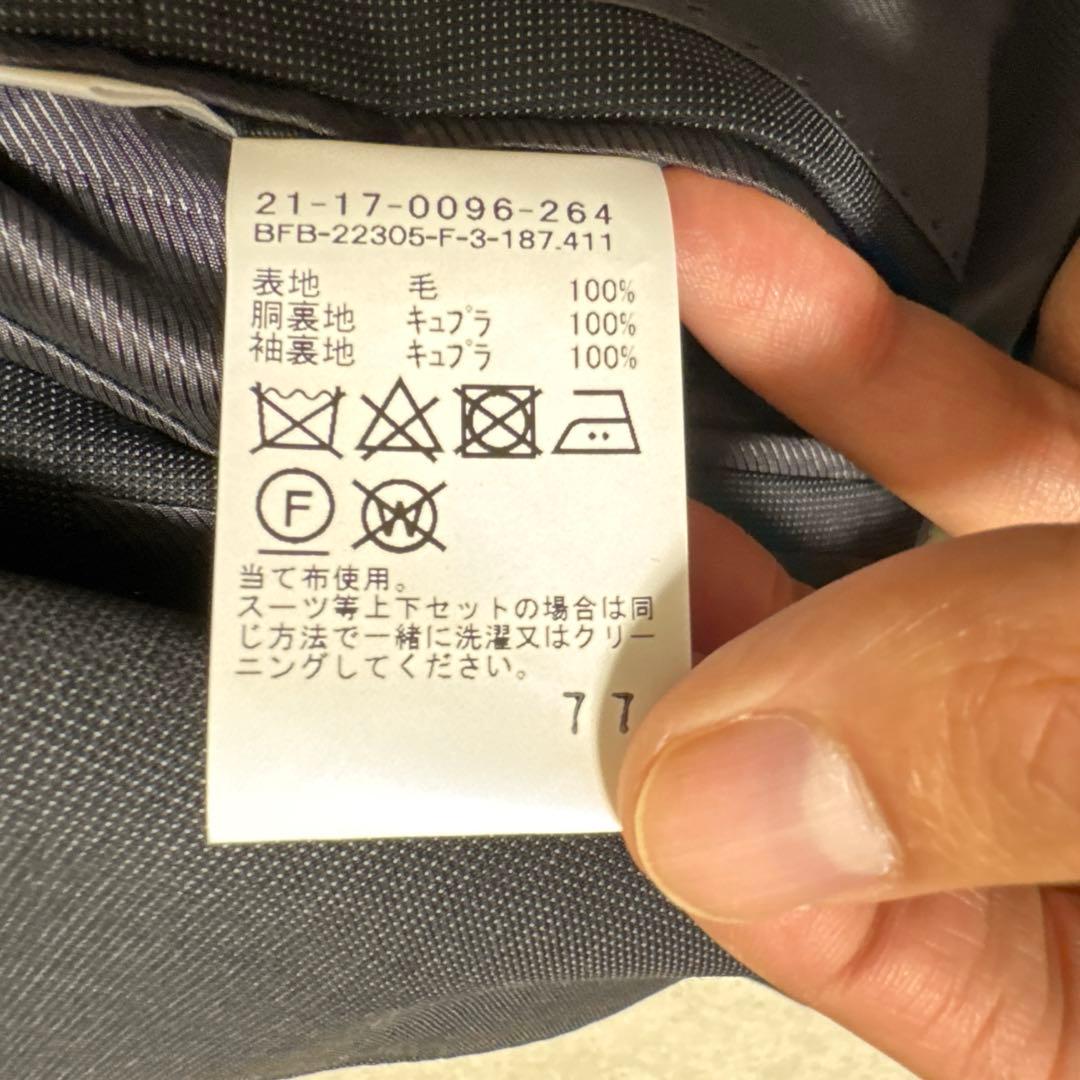 21-17-0096-264
BFB-22305-F-3-187.411
表地 毛 100%
胴裏地 キュプラ 100%
袖裏地 キュプラ 100%
F W
当て布使用。
スーツ等上下セットの場合は同
じ方法で一緒に洗濯又はクリー
ニングしてください。
77